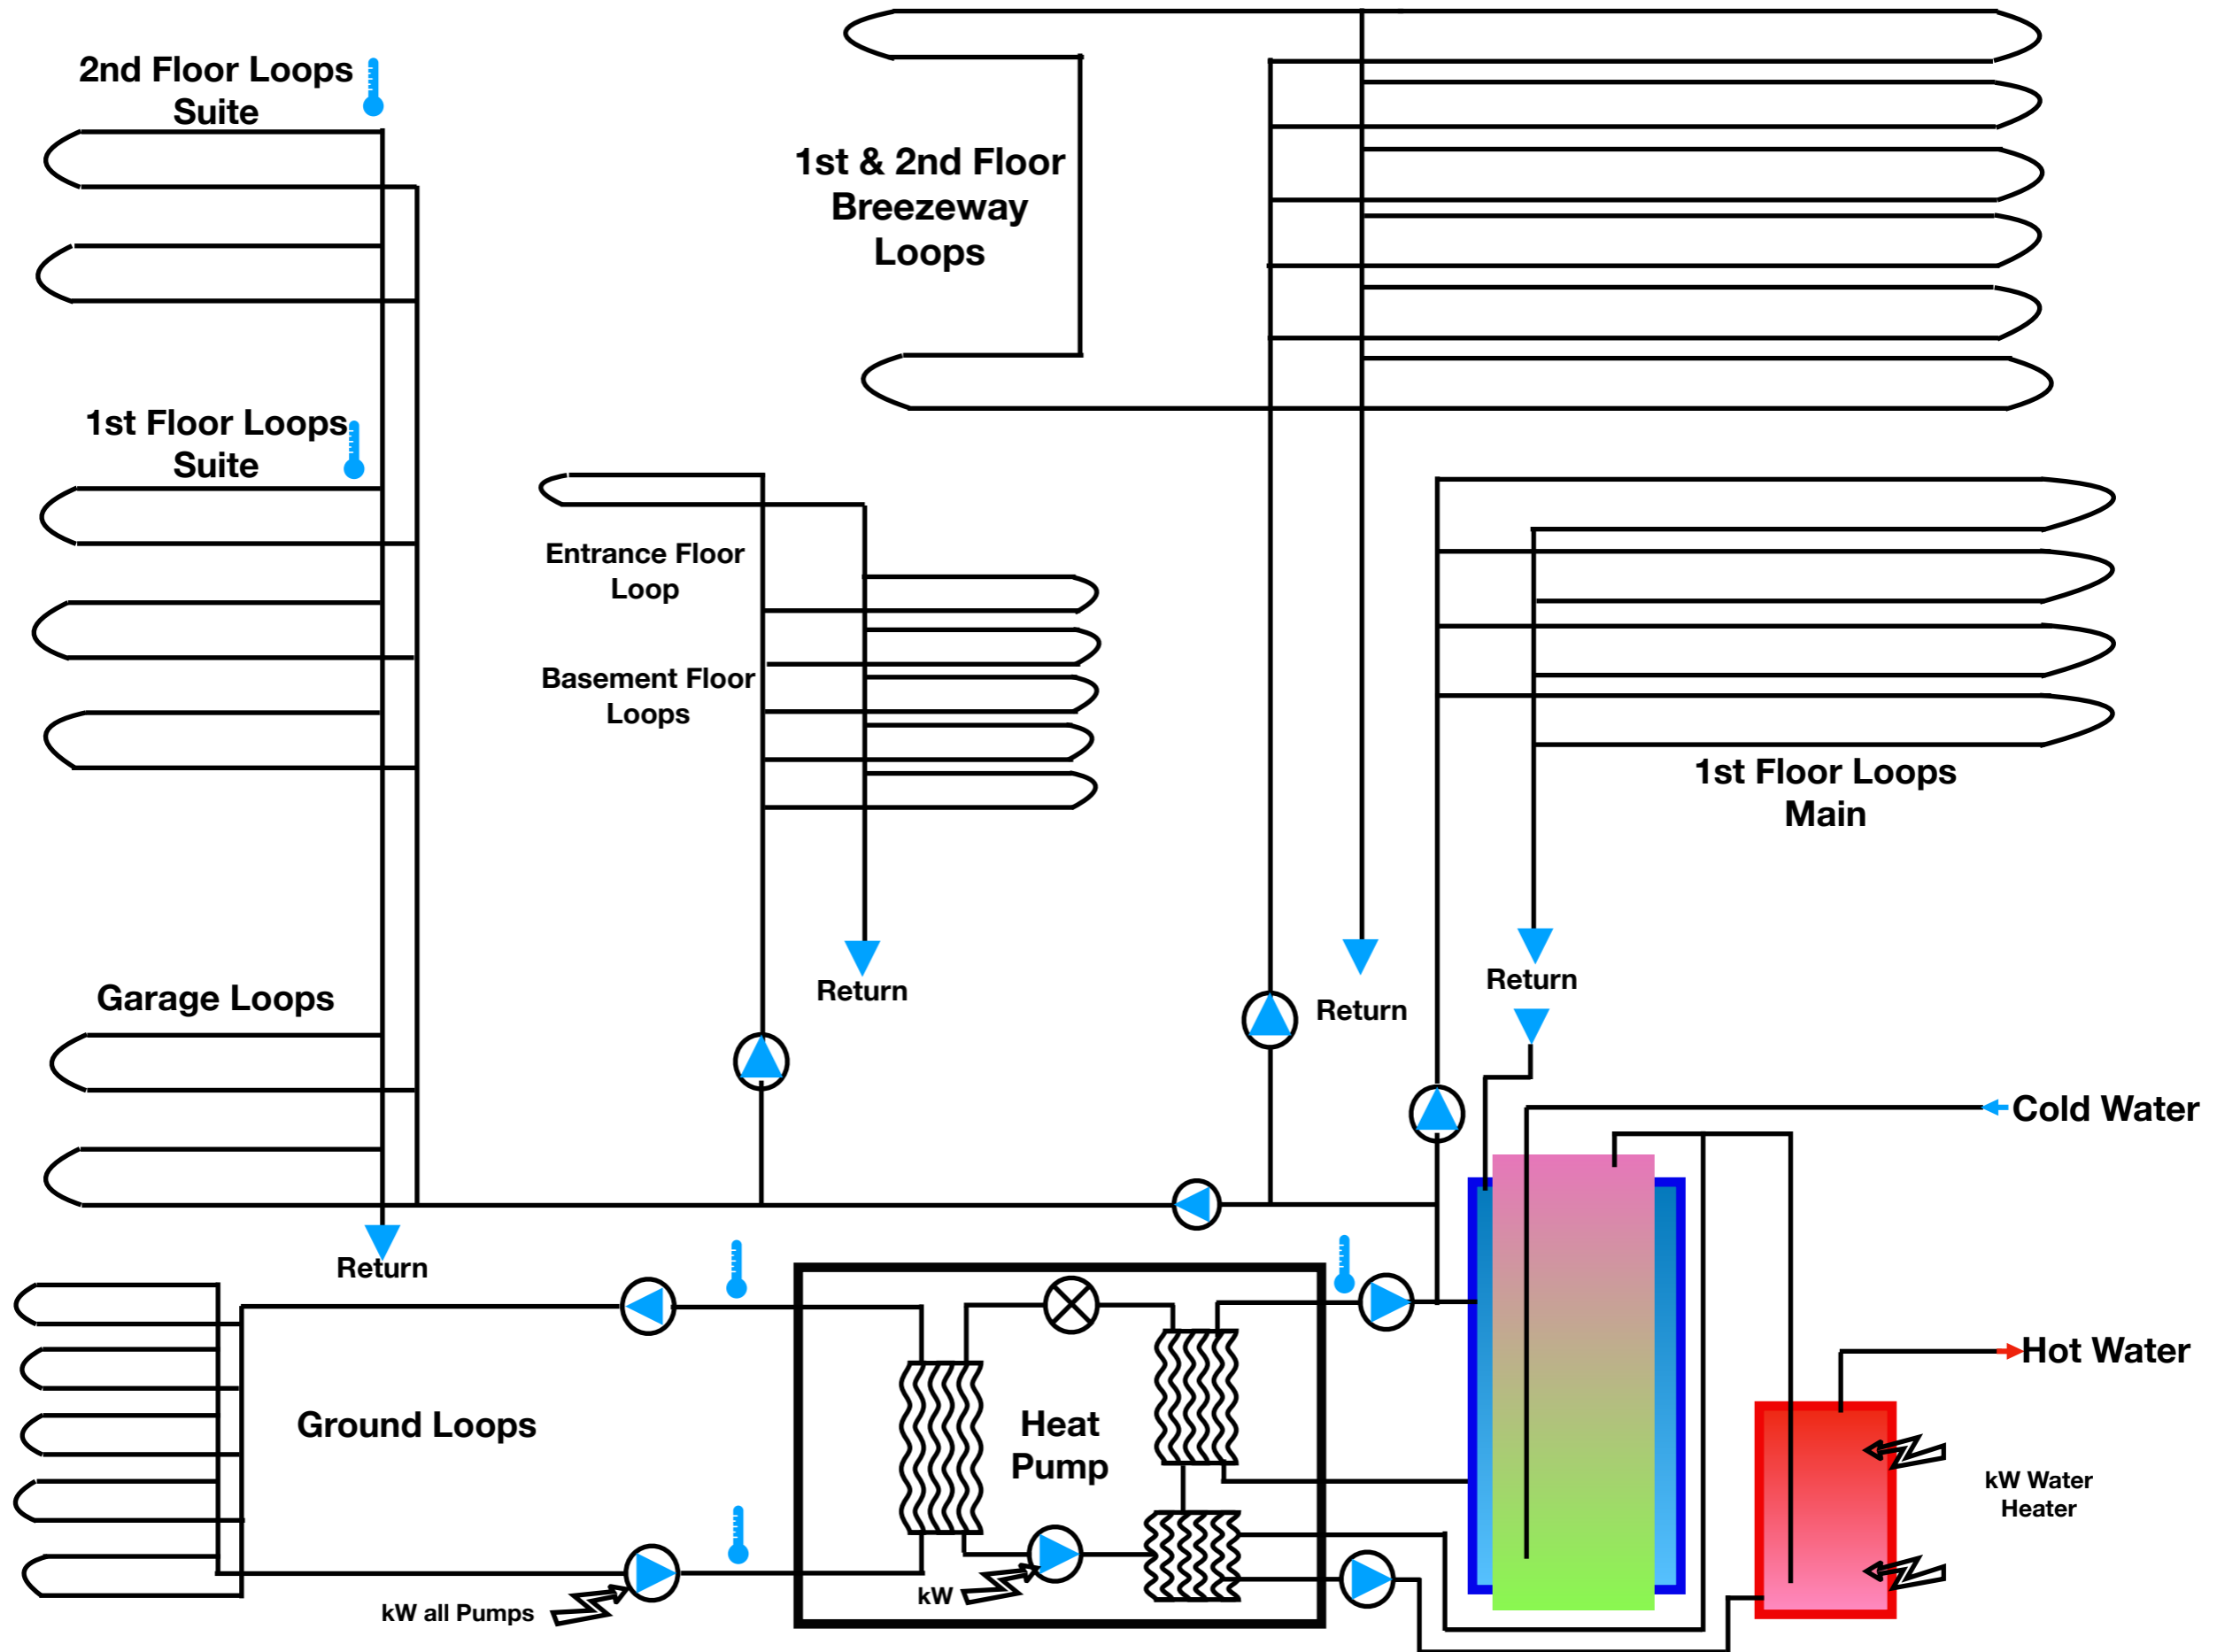 2nd Floor Loops
Suite
1st & 2nd Floor
Breezeway
Loops
1st Floor Loops
Suite
Entrance Floor
Loop
Basement Floor
Loops
1st Floor Loops
Main
Garage Loops
Return
Return
Return
Return
Cold Water
Hot Water
Ground Loops
Heat
Pump
kW Water
Heater
kW
kW all Pumps